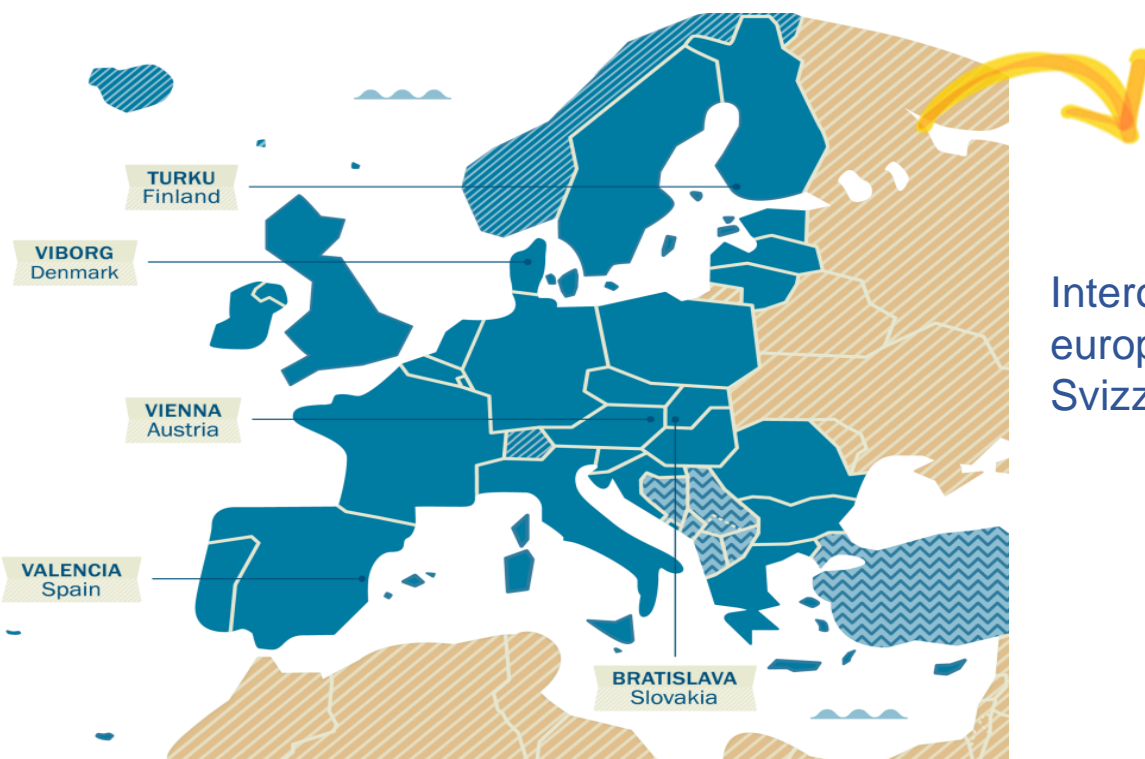 TURKU
Finland
VIBORG
Denmark
VIENNA
Austria
VALENCIA
Spain
BRATISLAVA
Slovakia